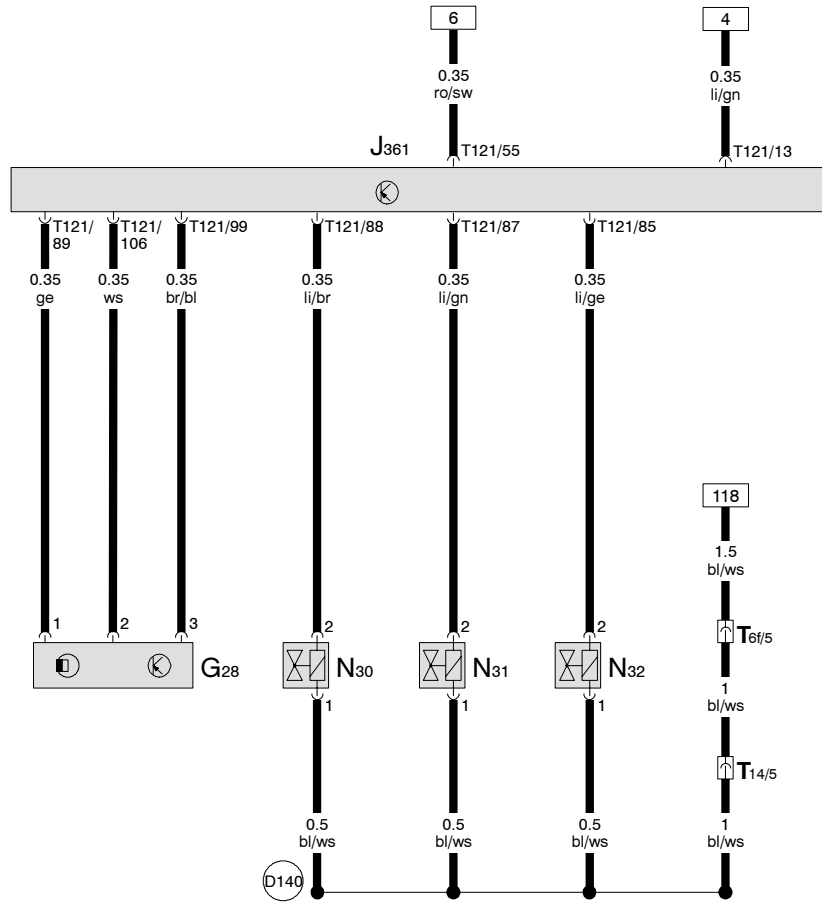 6
4
0.35
ro/sw
0.35
li/gn
J361
T121/55
T121/13
T121/
89
T121/
106
T121/99
T121/88
T121/87
T121/85
0.35
ge
0.35
ws
0.35
br/bl
0.35
li/br
0.35
li/gn
0.35
li/ge
118
1.5
bl/ws
1
2
3
2
2
2
T6f/5
G28
N30
N31
N32
1
bl/ws
1
1
1
T14/5
0.5
bl/ws
0.5
bl/ws
0.5
bl/ws
1
bl/ws
D140